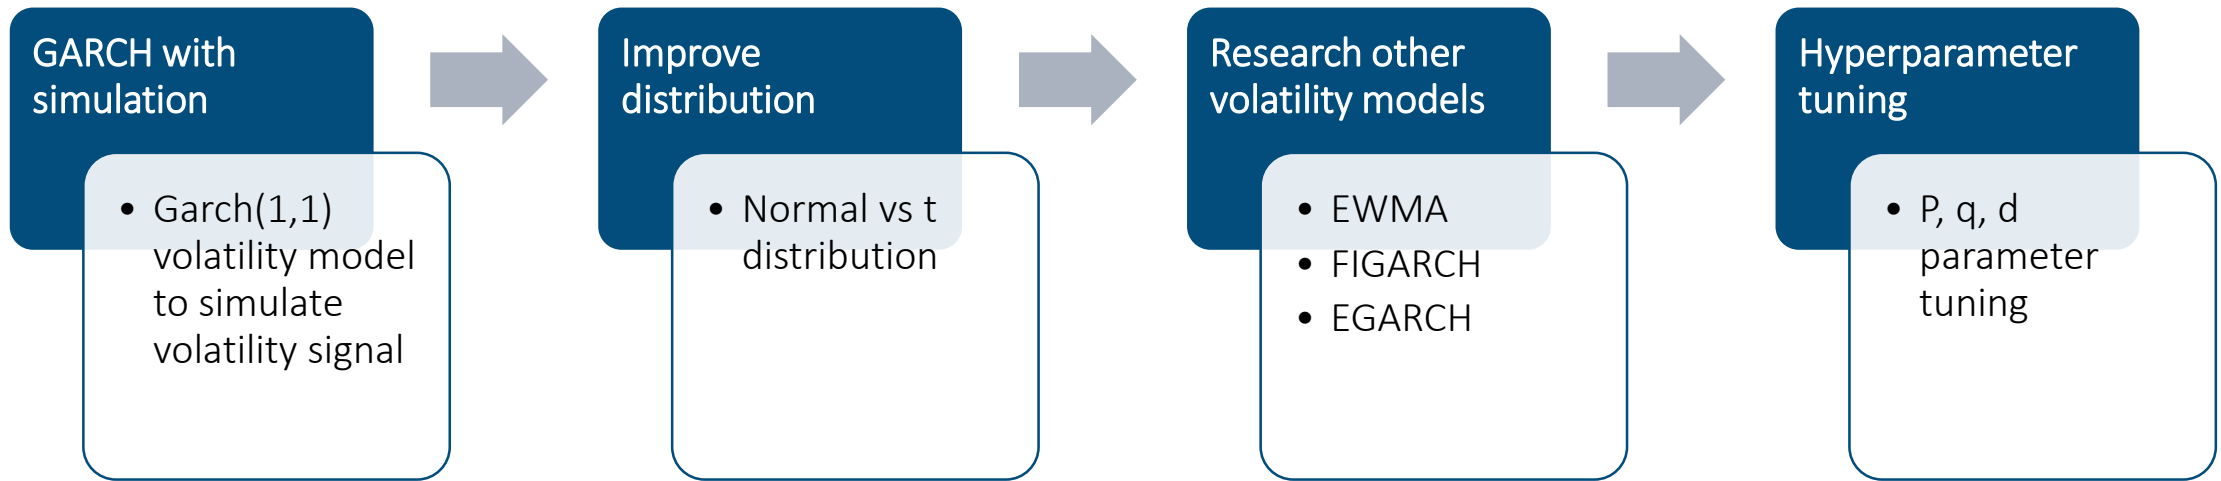 GARCH with
simulation
• Garch(1,1)
volatility model
to simulate
volatility signal
Improve
distribution
• Normal vs t
distribution
Research other
volatility models
• EWMA
• FIGARCH
• EGARCH
Hyperparameter
tuning
• P, q, d
parameter
tuning